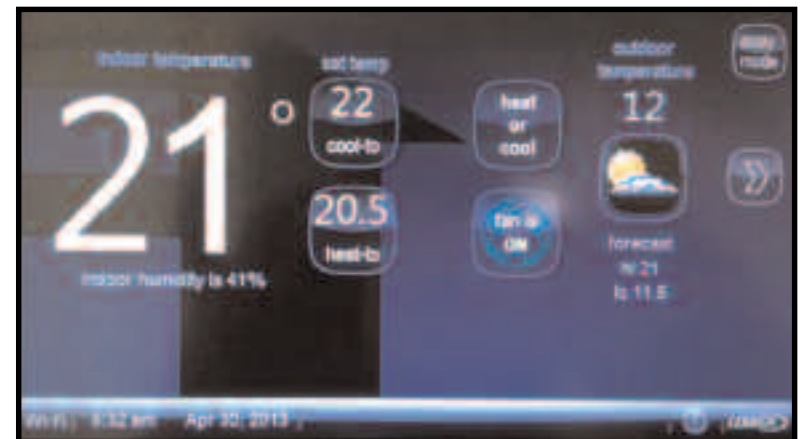 indoor temperature
21°
indoor humidity is 41%
set temp
22
cool-to
20.5
heat-to
heat
or
cool
fan is
ON
outdoor
temperature
12
forecast
hi 21
lo 11.5
mode
Wi-Fi 8:32 am Apr 30, 2013